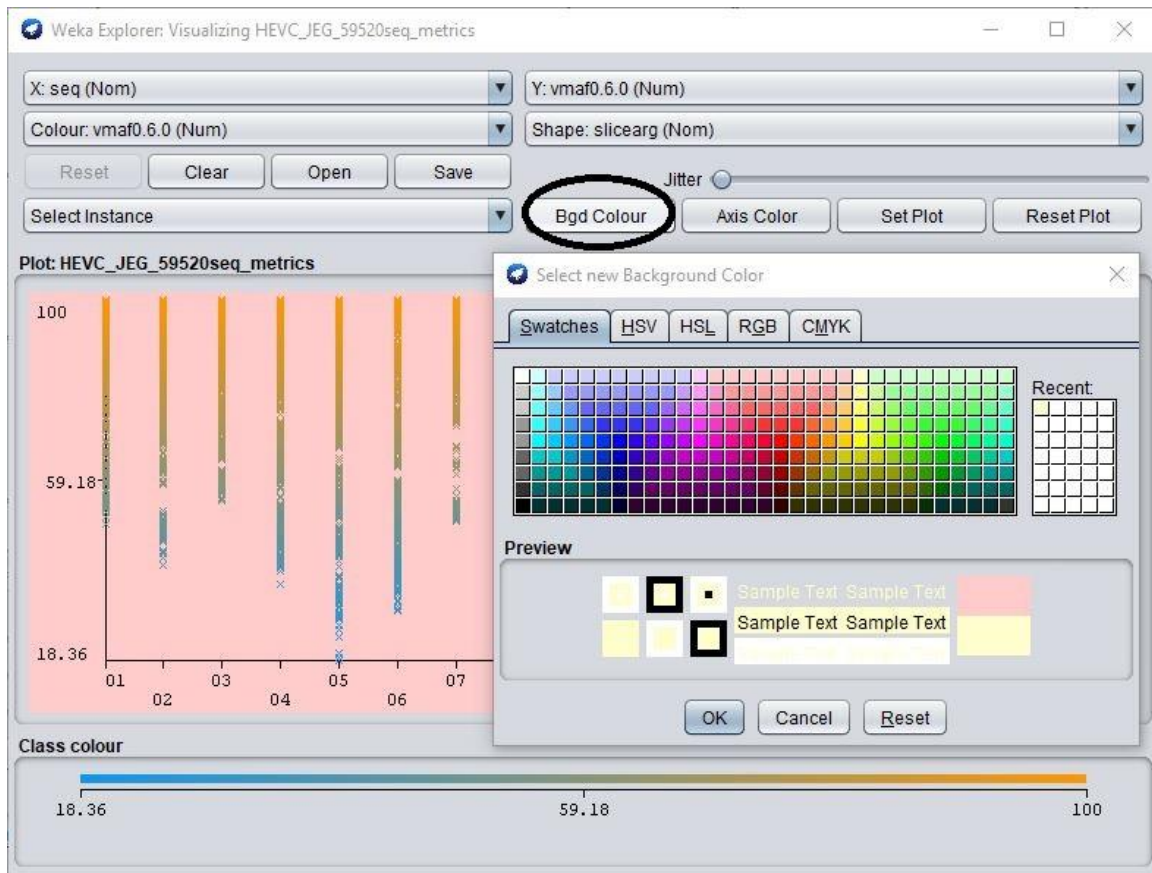 Weka Explorer: Visualizing HEVC_JEG_59520seq_metrics
X: seq (Nom)
Y: vmaf0.6.0 (Num)
Colour: vmaf0.6.0 (Num)
Shape: slicearg (Nom)
Reset Clear Open Save
Jitter
Select Instance
Bgd Colour Axis Color Set Plot Reset Plot
Plot: HEVC_JEG_59520seq_metrics
100
59.18
18.36
01 03 05 07
02 04 06
Select new Background Color
Swatches HSV HSL RGB CMYK
Recent:
Preview
Sample Text Sample Text
Sample Text Sample Text
OK Cancel Reset
Class colour
18.36 59.18 100